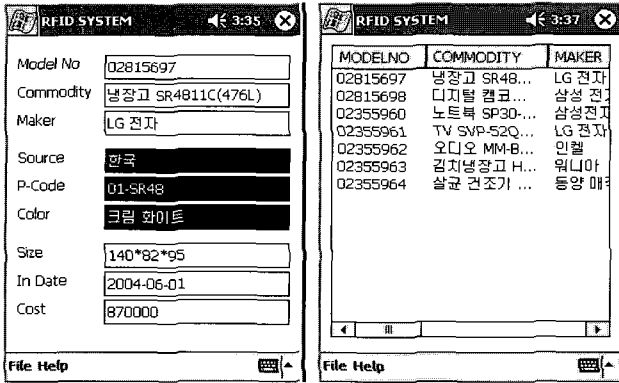 RFID SYSTEM 3:35
Model No 02815697
Commodity 냉장고 SR4811C(476L)
Maker LG 전자
Source 한국
P-Code 01-SR48
Color 크림 화이트
Size 140*82*95
In Date 2004-06-01
Cost 870000
File Help
RFID SYSTEM 3:37
MODELNO COMMODITY MAKER
02815697 냉장고 SR48... LG 전자
02815698 디지털 캠코... 삼성 전
02355960 노트북 SP30-... 삼성전자
02355961 TV SVP-52Q... LG 전자
02355962 오디오 MM-B... 인켈
02355963 김치냉장고 H... 위니아
02355964 살균 건조기 ... 동양 매
File Help